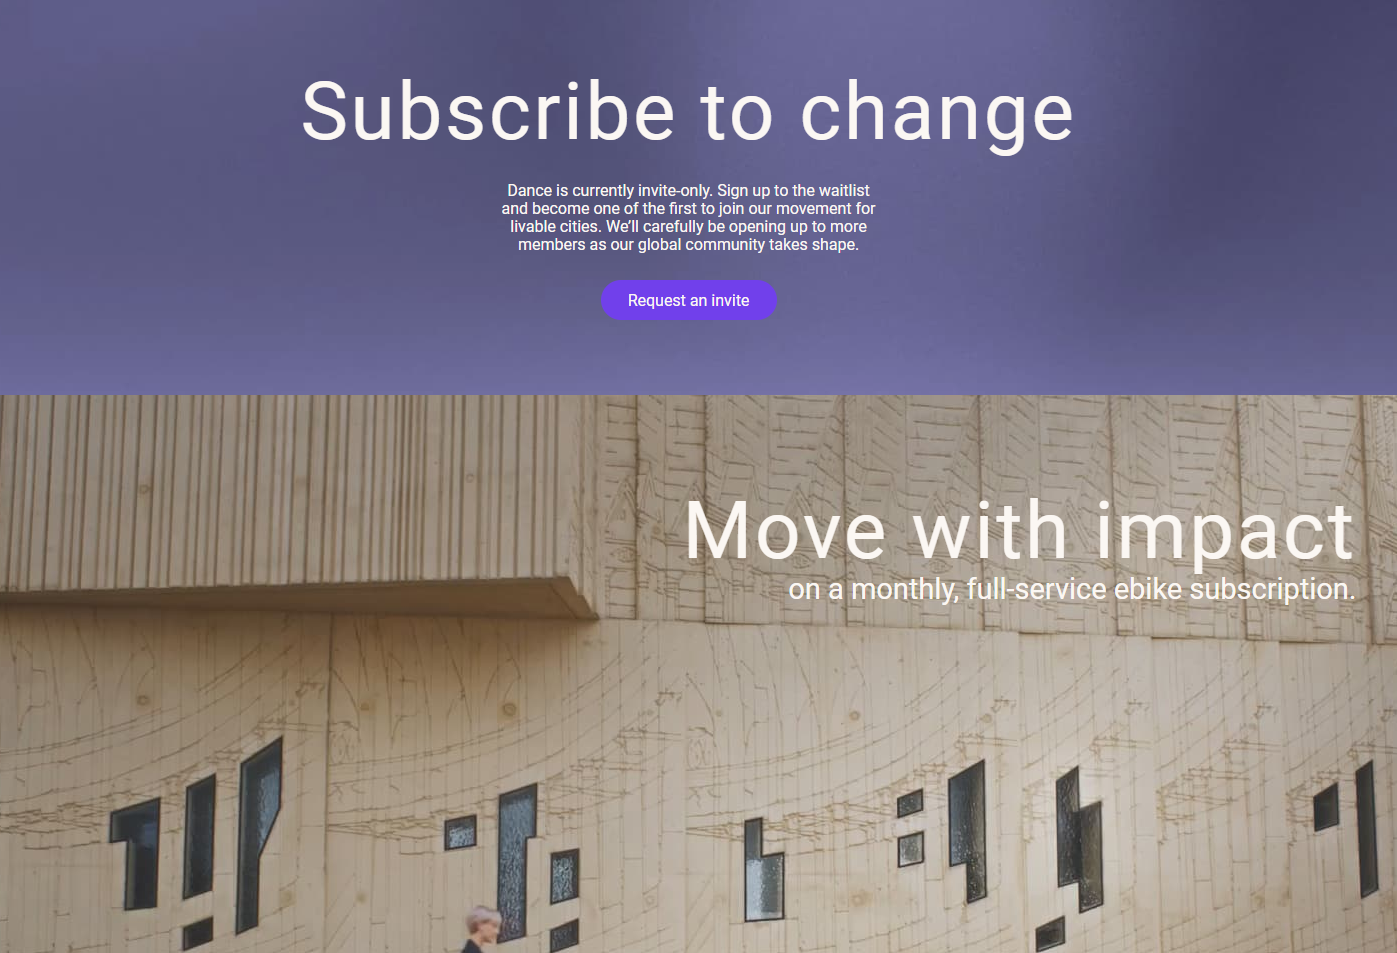 Subscribe to change
Dance is currently invite-only. Sign up to the waitlist
and become one of the first to join our movement for
livable cities. We’ll carefully be opening up to more
members as our global community takes shape.
Request an invite
Move with impact
on a monthly, full-service ebike subscription.